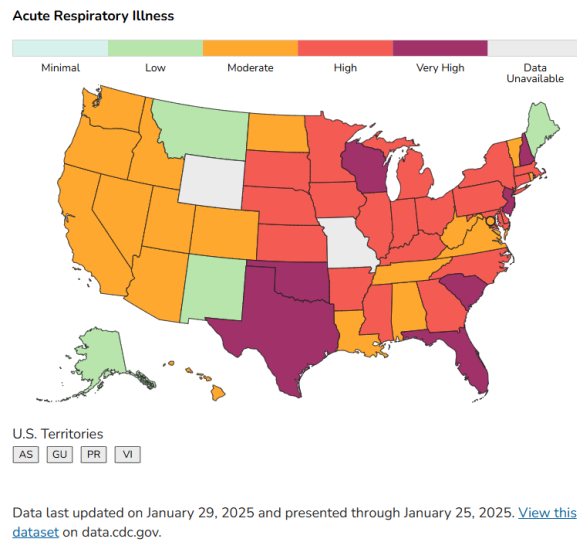 Acute Respiratory Illness
Minimal
Low
Moderate
High
Very High
Data
Unavailable
U.S. Territories
AS
GU
PR
VI
Data last updated on January 29, 2025 and presented through January 25, 2025. View this
dataset on data.cdc.gov.